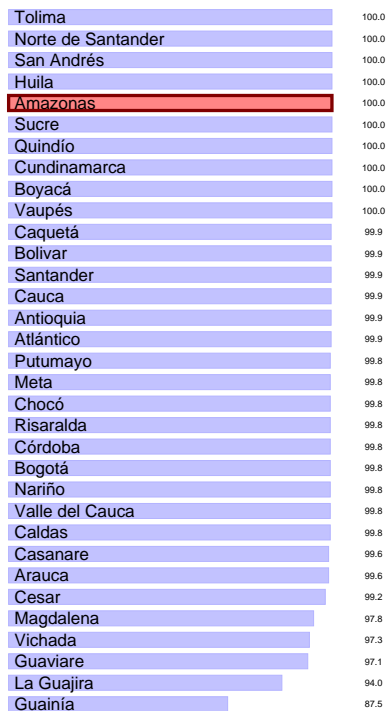 Tolima 100.0
Norte de Santander 100.0
San Andrés 100.0
Huila 100.0
Amazonas 100.0
Sucre 100.0
Quindío 100.0
Cundinamarca 100.0
Boyacá 100.0
Vaupés 100.0
Caquetá 99.9
Bolivar 99.9
Santander 99.9
Cauca 99.9
Antioquia 99.9
Atlántico 99.9
Putumayo 99.8
Meta 99.8
Chocó 99.8
Risaralda 99.8
Córdoba 99.8
Bogotá 99.8
Nariño 99.8
Valle del Cauca 99.8
Caldas 99.8
Casanare 99.6
Arauca 99.6
Cesar 99.2
Magdalena 97.8
Vichada 97.3
Guaviare 97.1
La Guajira 94.0
Guainía 87.5